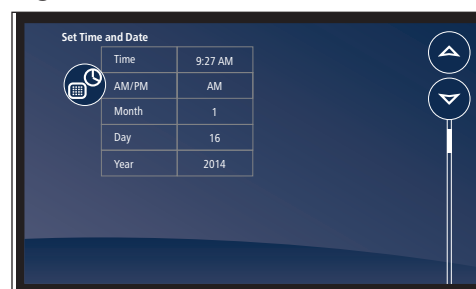 Set Time and Date
Time 9:27 AM
AM/PM AM
Month 1
Day 16
Year 2014